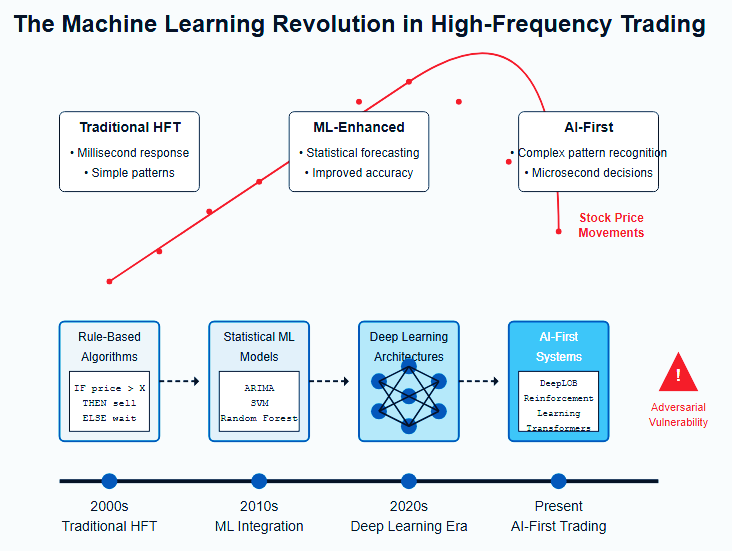 The Machine Learning Revolution in High-Frequency Trading
Traditional HFT
• Millisecond response
• Simple patterns
ML-Enhanced
• Statistical forecasting
• Improved accuracy
AI-First
• Complex pattern recognition
• Microsecond decisions
Stock Price
Movements
Rule-Based
Algorithms
IF price > X
THEN sell
ELSE wait
Statistical ML
Models
ARIMA
SVM
Random Forest
Deep Learning
Architectures
AI-First
Systems
DeepLOB
Reinforcement
Learning
Transformers
!
Adversarial
Vulnerability
2000s
Traditional HFT
2010s
ML Integration
2020s
Deep Learning Era
Present
AI-First Trading